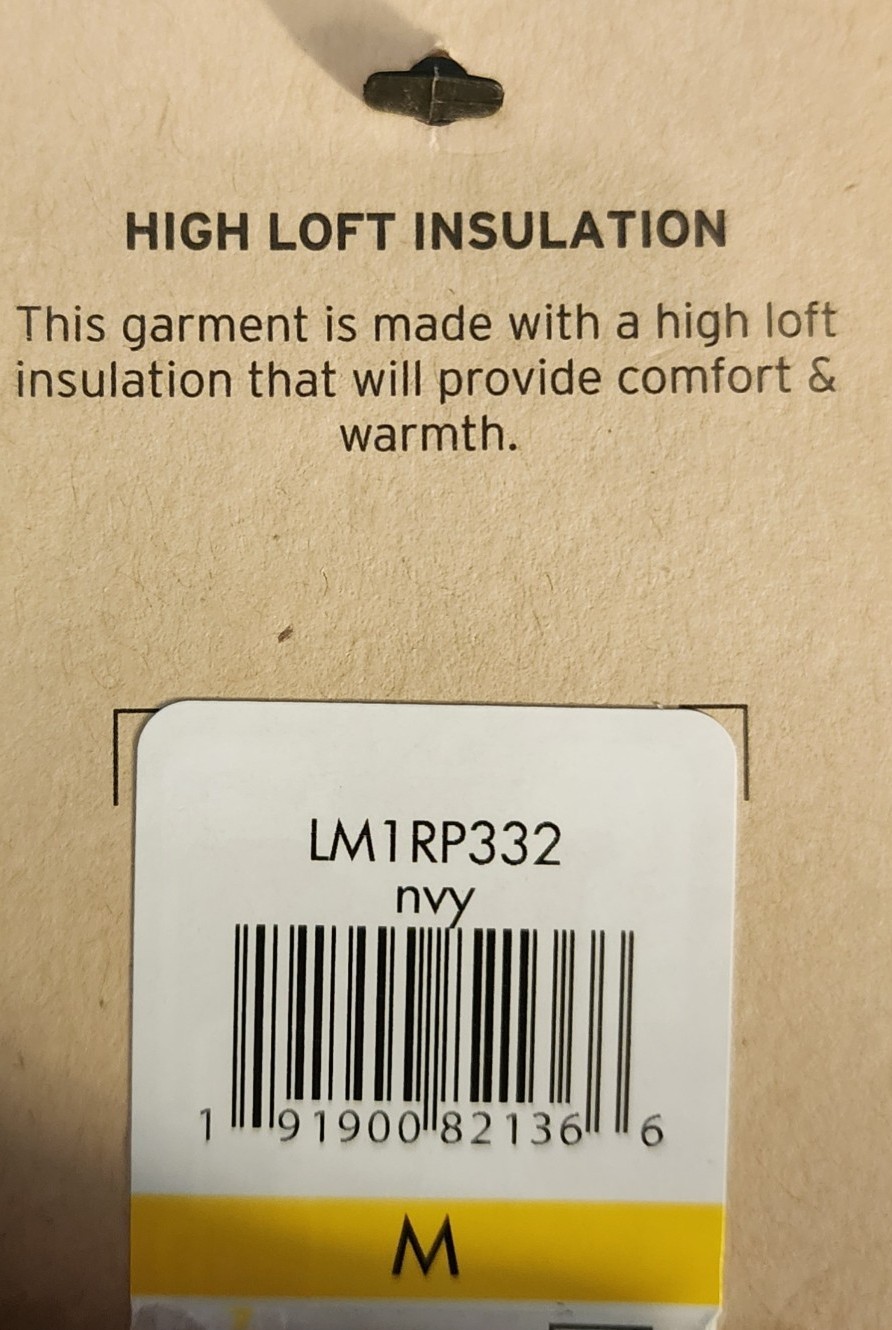 HIGH LOFT INSULATION
This garment is made with a high loft
insulation that will provide comfort &
warmth.
LM1RP332
nvy
1 91900 82136 6
M